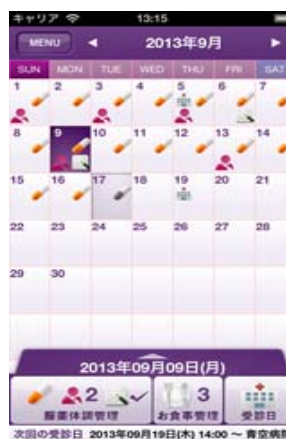 キャリア 13:15
MENU ◀ 2013年9月 ▶
SUN MON TUE WED THU FRI SAT
1 2 3 4 5 6 7
8 9 10 11 12 13 14
15 16 17 18 19 20 21
22 23 24 25 26 27 28
29 30
2013年09月09日(月)
2 3
服薬体調管理 お食事管理 受診日
次回の受診日 2013年09月19日(木) 14:00 ～ 青空病院